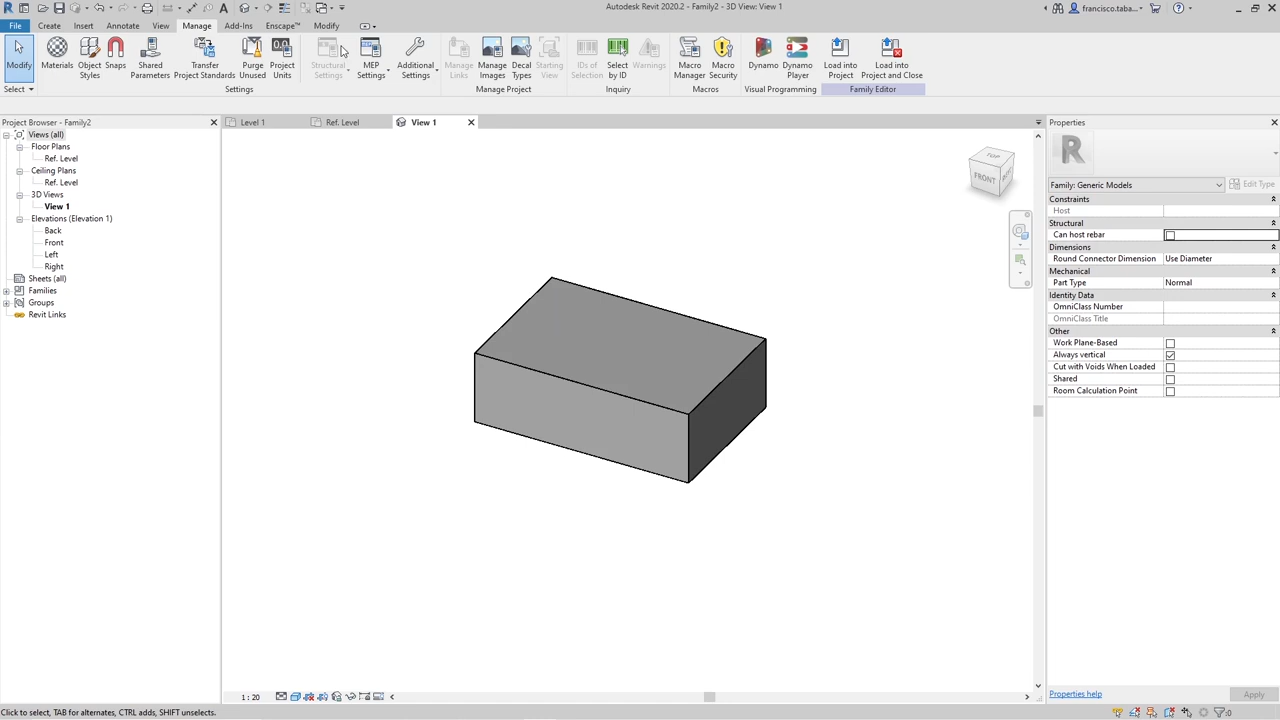 Autodesk Revit 2020.2 - Family2 - 3D View: View 1
francisco.taba...
File Create Insert Annotate View Manage Add-Ins Enscape™ Modify
Modify
Materials
Object Styles
Snaps
Shared Parameters
Transfer Project Standards
Purge Unused
Project Units
Structural Settings
MEP Settings
Additional Settings
Manage Links
Manage Images
Decal Types
Starting View
IDs of Selection
Select by ID
Warnings
Macro Manager
Macro Security
Dynamo
Dynamo Player
Load into Project
Load into Project and Close
Select
Settings
Manage Project
Inquiry
Macros
Visual Programming
Family Editor
Project Browser - Family2
Views (all)
Floor Plans
Ref. Level
Ceiling Plans
Ref. Level
3D Views
View 1
Elevations (Elevation 1)
Back
Front
Left
Right
Sheets (all)
Families
Groups
Revit Links
Level 1
Ref. Level
View 1
TOP
FRONT
Properties
Family: Generic Models
Edit Type
Constraints
Host
Structural
Can host rebar
Dimensions
Round Connector Dimension Use Diameter
Mechanical
Part Type Normal
Identity Data
OmniClass Number
OmniClass Title
Other
Work Plane-Based
Always vertical
Cut with Voids When Loaded
Shared
Room Calculation Point
Properties help
Apply
1 : 20
Click to select, TAB for alternates, CTRL adds, SHIFT unselects.
:0